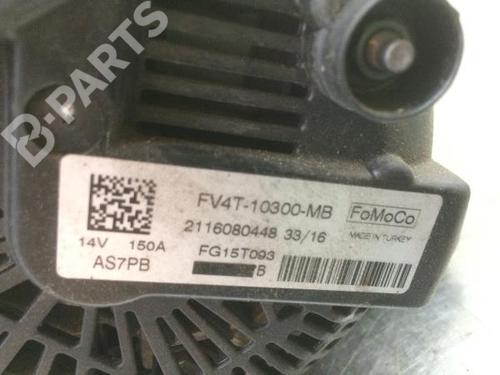 B-PARTS
FV4T-10300-MB FoMoCo
2116080448 33/16 MADE IN TURKEY
14V 150A FG15T093
AS7PB B